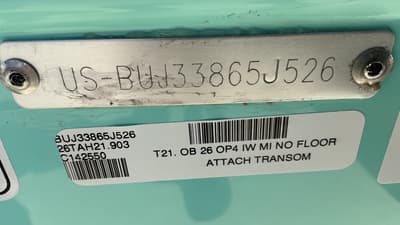 US-BUJ33865J526
BUJ33865J526
26TAH21.903
C142550
T21. OB 26 OP4 IW MI NO FLOOR
ATTACH TRANSOM